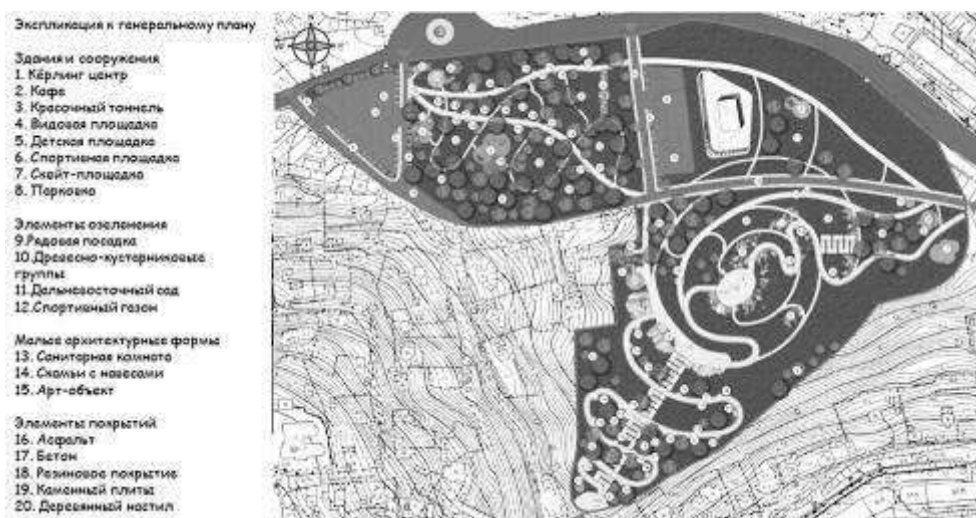 Экспликация к генеральному плану
Здания и сооружения
1. Кёрлинг центр
2. Кафе
3. Красочный тоннель
4. Видовая площадка
5. Детская площадка
6. Спортивная площадка
7. Скейт-площадка
8. Парковка
Элементы озеленения
9.Рядовая посадка
10.Древесно-кустарниковые
группы
11.Дальневосточный сад
12.Спортивный газон
Малые архитектурные формы
13. Санитарная комната
14. Скамьи с навесами
15. Арт-объект
Элементы покрытий
16. Асфальт
17. Бетон
18. Резиновое покрытие
19. Каменный плиты
20. Деревянный настил